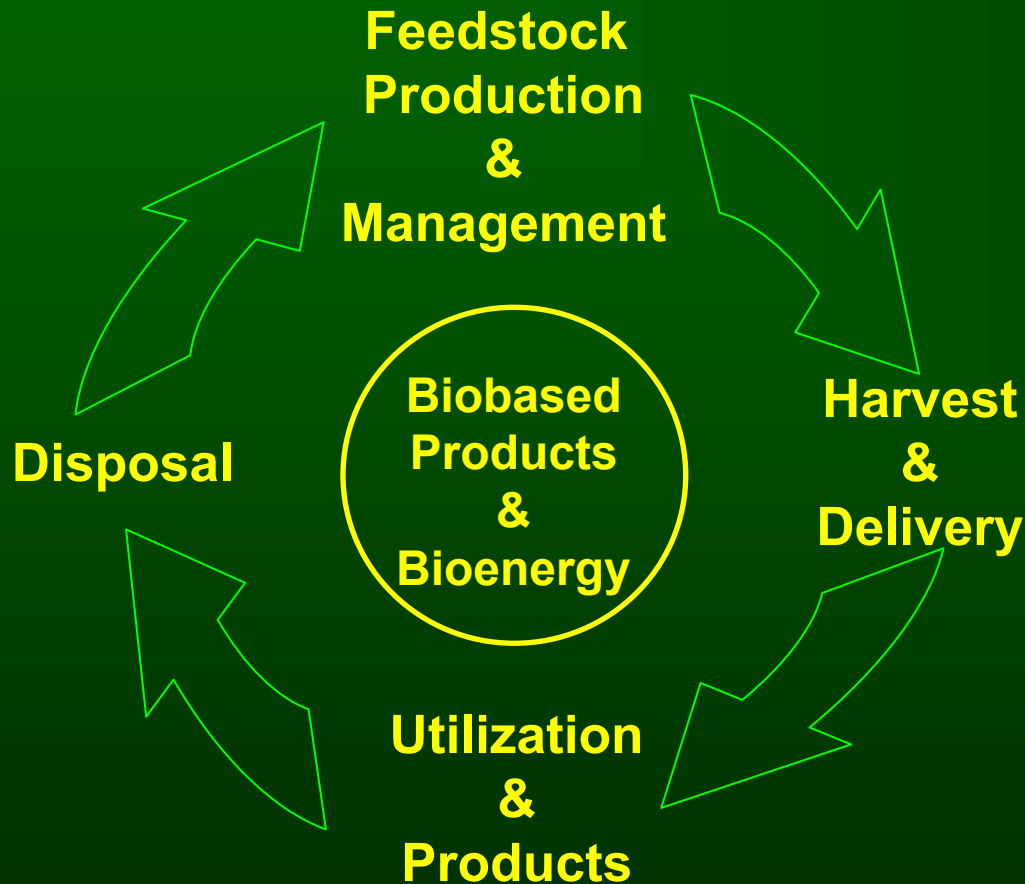 Feedstock
Production
&
Management
Harvest
&
Delivery
Utilization
&
Products
Disposal
Biobased
Products
&
Bioenergy